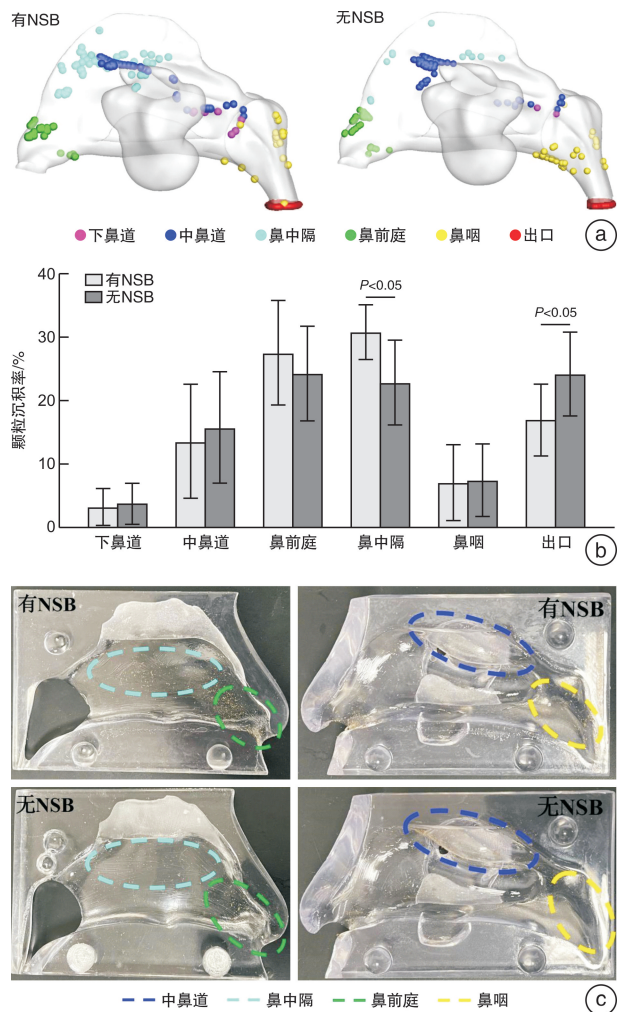 有NSB
无NSB
下鼻道 中鼻道 鼻中隔 鼻前庭 鼻咽 出口
a
40
30
20
10
0
颗粒沉积率/%
有NSB
无NSB
P<0.05
P<0.05
下鼻道 中鼻道 鼻前庭 鼻中隔 鼻咽 出口
b
有NSB
有NSB
无NSB
无NSB
中鼻道 鼻中隔 鼻前庭 鼻咽
c